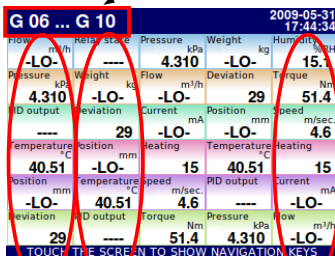 G 06 ... G 10
2009-05-31
17:44:34
Flow Relay state Pressure Weight Humidity
m³/h kPa kg %RH
-LO- ---- 4.310 -LO- 15.1
Pressure Weight Flow Deviation Torque
kPa kg m³/h Nm
4.310 -LO- -LO- 29 51.4
PID output Deviation Current Position Speed
mA mm m/sec.
---- 29 -LO- -LO- 4.6
Temperature Position Heating Temperature Heating
°C mm °C
40.51 -LO- 15 40.51 15
Position Temperature Speed PID output Current
mm °C m/sec. mA
-LO- 40.51 4.6 ---- -LO-
Deviation PID output Torque Pressure Flow
Nm kPa m³/h
29 ---- 51.4 4.310 -LO-
TOUCH THE SCREEN TO SHOW NAVIGATION KEYS